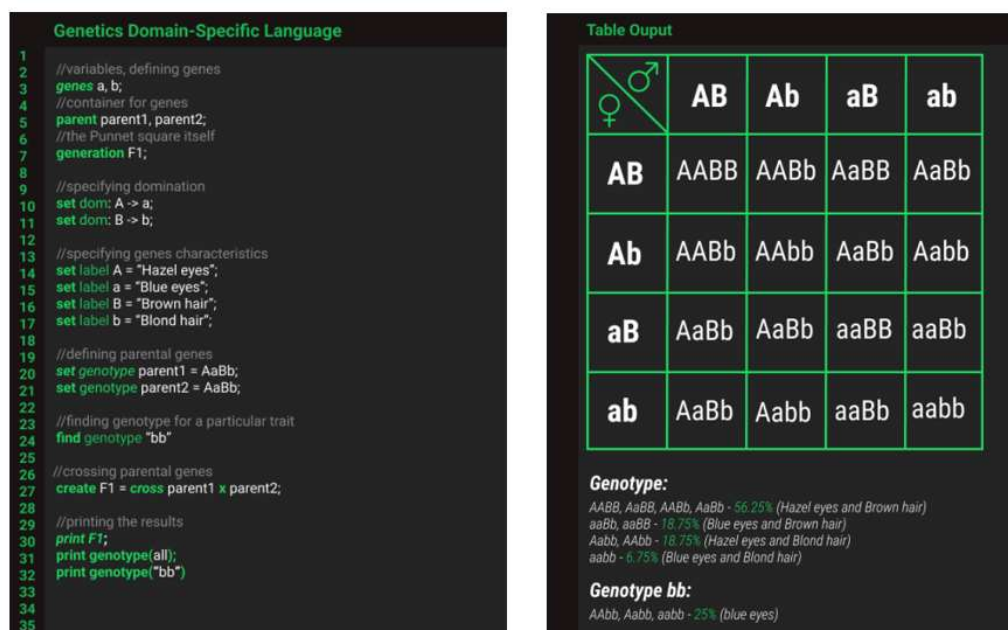 Genetics Domain-Specific Language
1
2 //variables, defining genes
3 genes a, b;
4 //container for genes
5 parent parent1, parent2;
6 //the Punnet square itself
7 generation F1;
8
9 //specifying domination
10 set dom: A -> a;
11 set dom: B -> b;
12
13 //specifying genes characteristics
14 set label A = "Hazel eyes";
15 set label a = "Blue eyes";
16 set label B = "Brown hair";
17 set label b = "Blond hair";
18
19 //defining parental genes
20 set genotype parent1 = AaBb;
21 set genotype parent2 = AaBb;
22
23 //finding genotype for a particular trait
24 find genotype "bb"
25
26 //crossing parental genes
27 create F1 = cross parent1 x parent2;
28
29 //printing the results
30 print F1;
31 print genotype(all);
32 print genotype("bb")
33
34
35
Table Ouput
♀ ♂ AB Ab aB ab
AB AABB AABb AaBB AaBb
Ab AABb AAbb AaBb Aabb
aB AaBb AaBb aaBB aaBb
ab AaBb Aabb aaBb aabb
Genotype:
AABB, AaBB, AABb, AaBb - 56.25% (Hazel eyes and Brown hair)
aaBb, aaBB - 18.75% (Blue eyes and Brown hair)
Aabb, AAbb - 18.75% (Hazel eyes and Blond hair)
aabb - 6.75% (Blue eyes and Blond hair)
Genotype bb:
AAbb, Aabb, aabb - 25% (blue eyes)